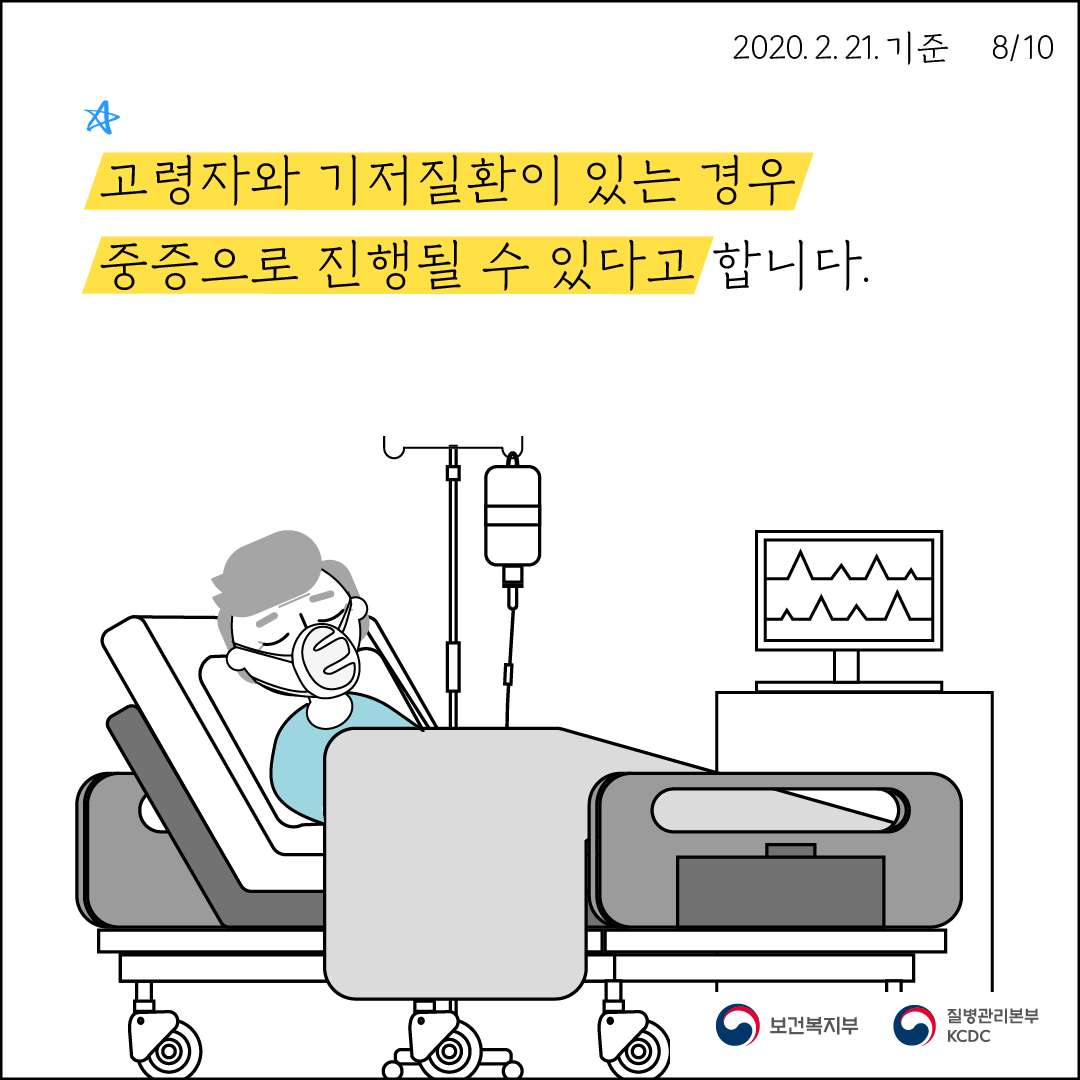 2020. 2. 21. 기준 8/10
고령자와 기저질환이 있는 경우
중증으로 진행될 수 있다고 합니다.
보건복지부
질병관리본부
KCDC